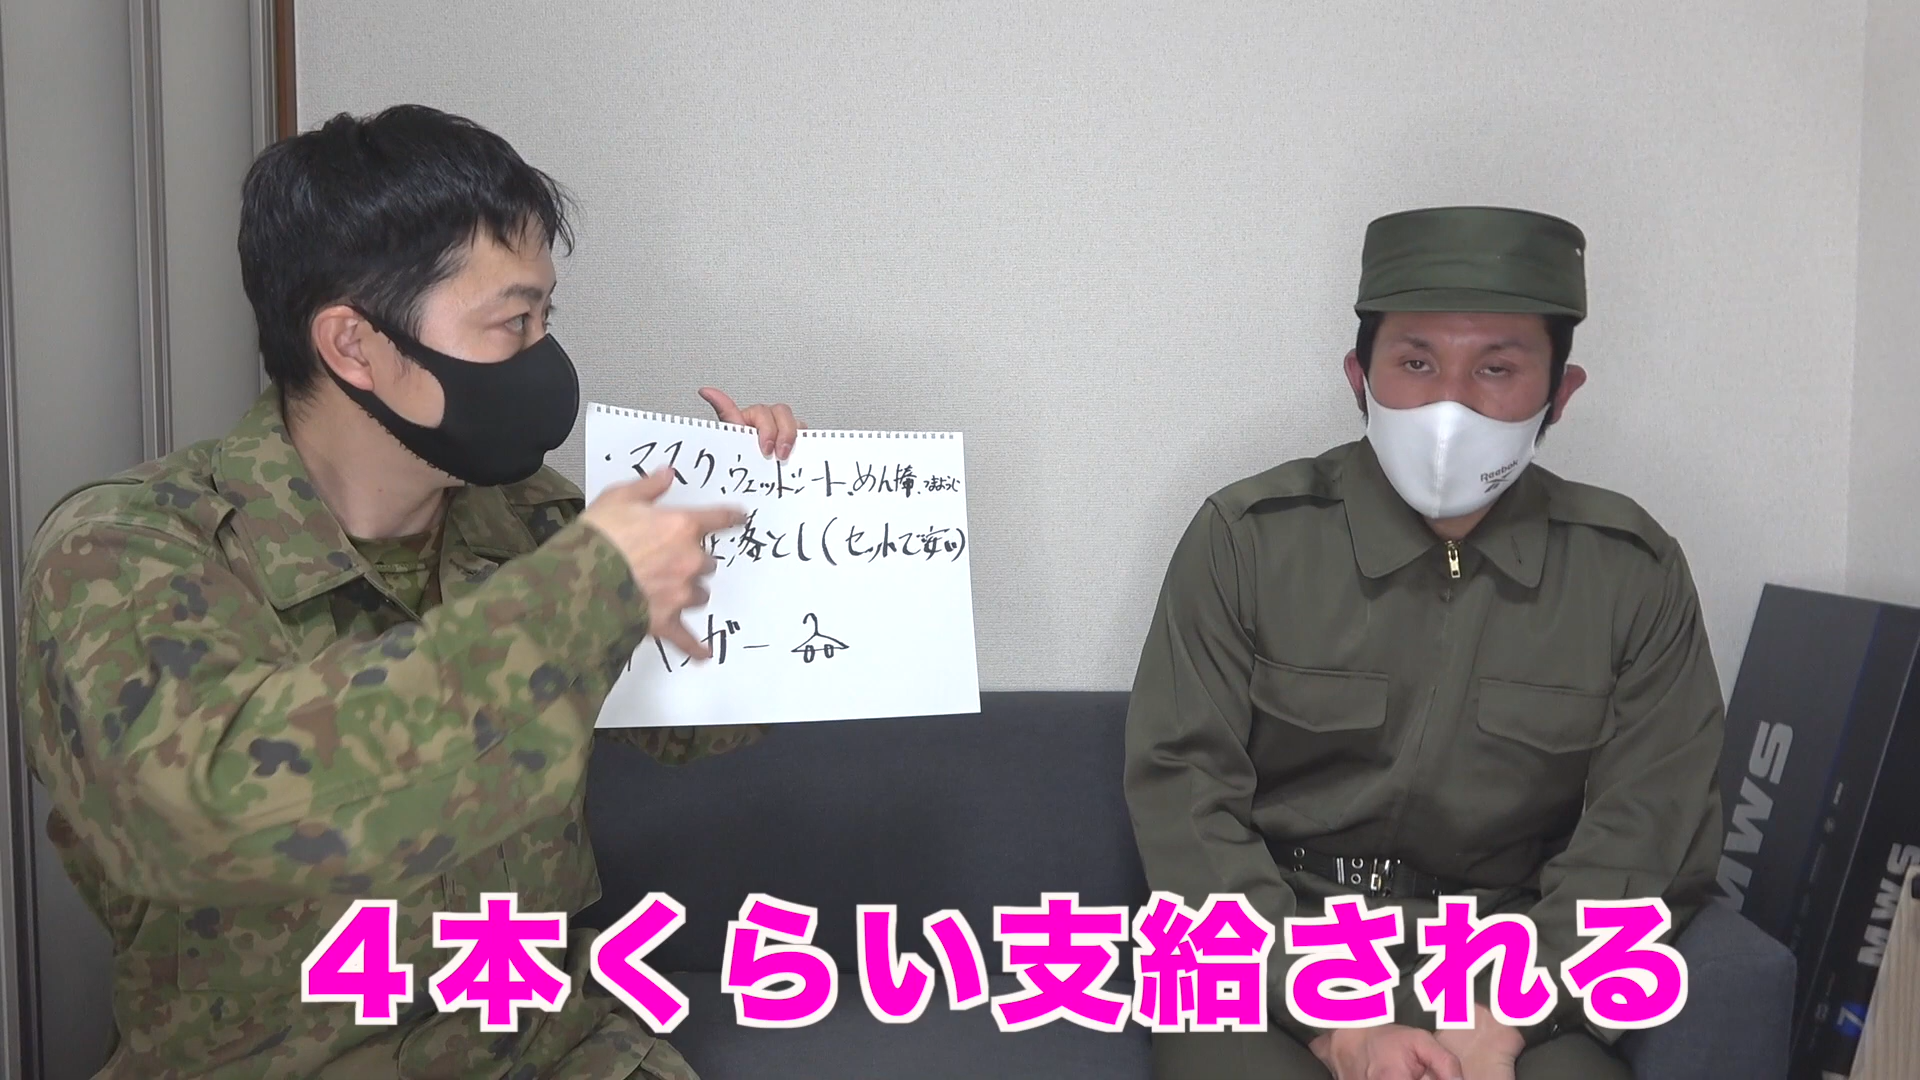 ・マスク、ウェットシート、めん棒、つまようじ
落とし(セットで安い)
ハンガー
Reebok
MWS
MWS
7
4本くらい支給される